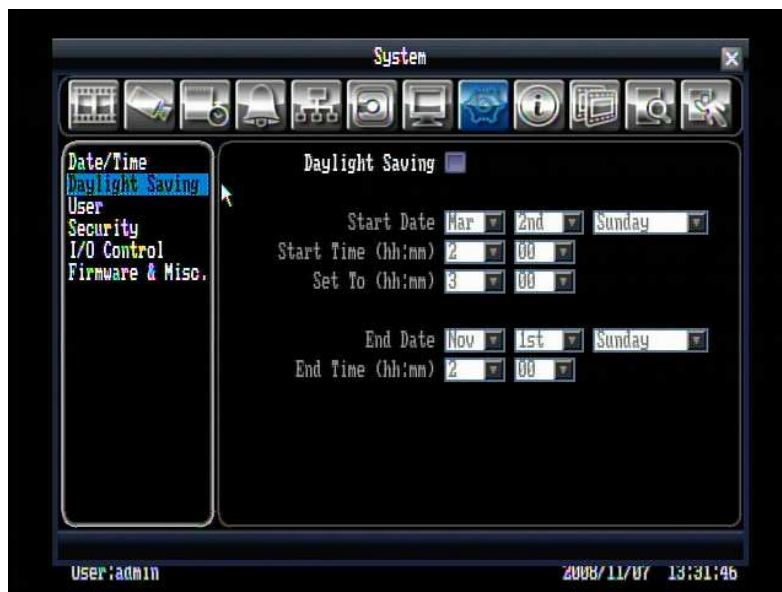 System
Date/Time
Daylight Saving
User
Security
I/O Control
Firmware & Misc.
Daylight Saving
Start Date Mar 2nd Sunday
Start Time (hh:mm) 2 00
Set To (hh:mm) 3 00
End Date Nov 1st Sunday
End Time (hh:mm) 2 00
User:admin 2008/11/07 13:31:46